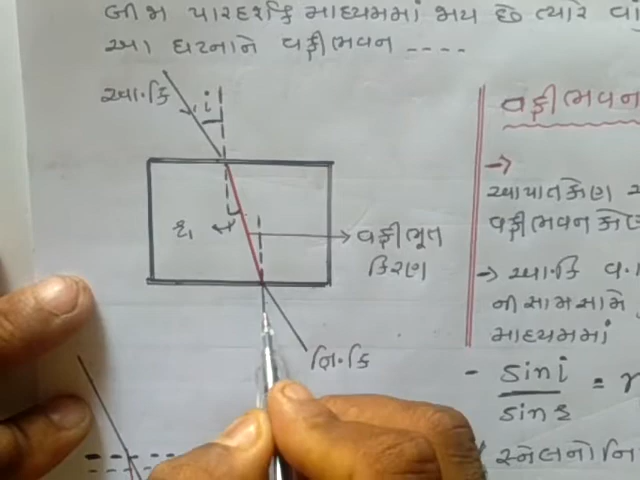 બીજા પારદર્શક માધ્યમમાં જાય છે ત્યારે
આ ઘટનાને વક્રીભવન ----
આ.કિ
i
વક્રીભૂત
કિરણ
નિ.કિ
વક્રીભવન
→
આપાતકોણ
વક્રીભવન
→ આ.કિ વ.
ની સામસામે
માધ્યમમાં
- sin i / sin r =
સ્નેલનો નિ